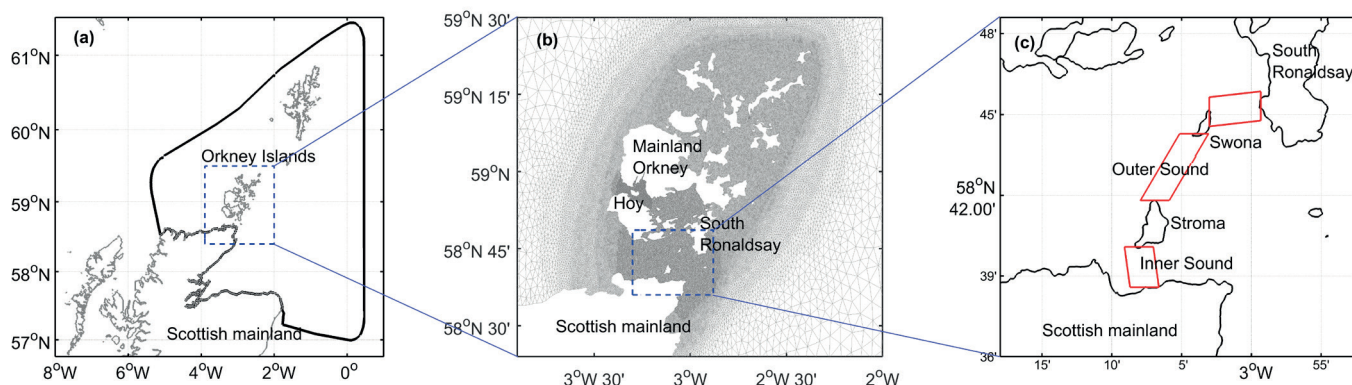 (a)
61°N
60°N
59°N
58°N
57°N
Orkney Islands
Scottish mainland
8°W
6°W
4°W
2°W
0°
(b)
59°N 30'
59°N 15'
59°N
58°N 45'
58°N 30'
Mainland
Orkney
Hoy
South
Ronaldsay
Scottish mainland
3°W 30'
3°W
2°W 30'
2°W
(c)
48'
45'
58°N
42.00'
39'
36'
South
Ronaldsay
Swona
Outer Sound
Stroma
Inner Sound
Scottish mainland
15'
10'
5'
3°W
55'